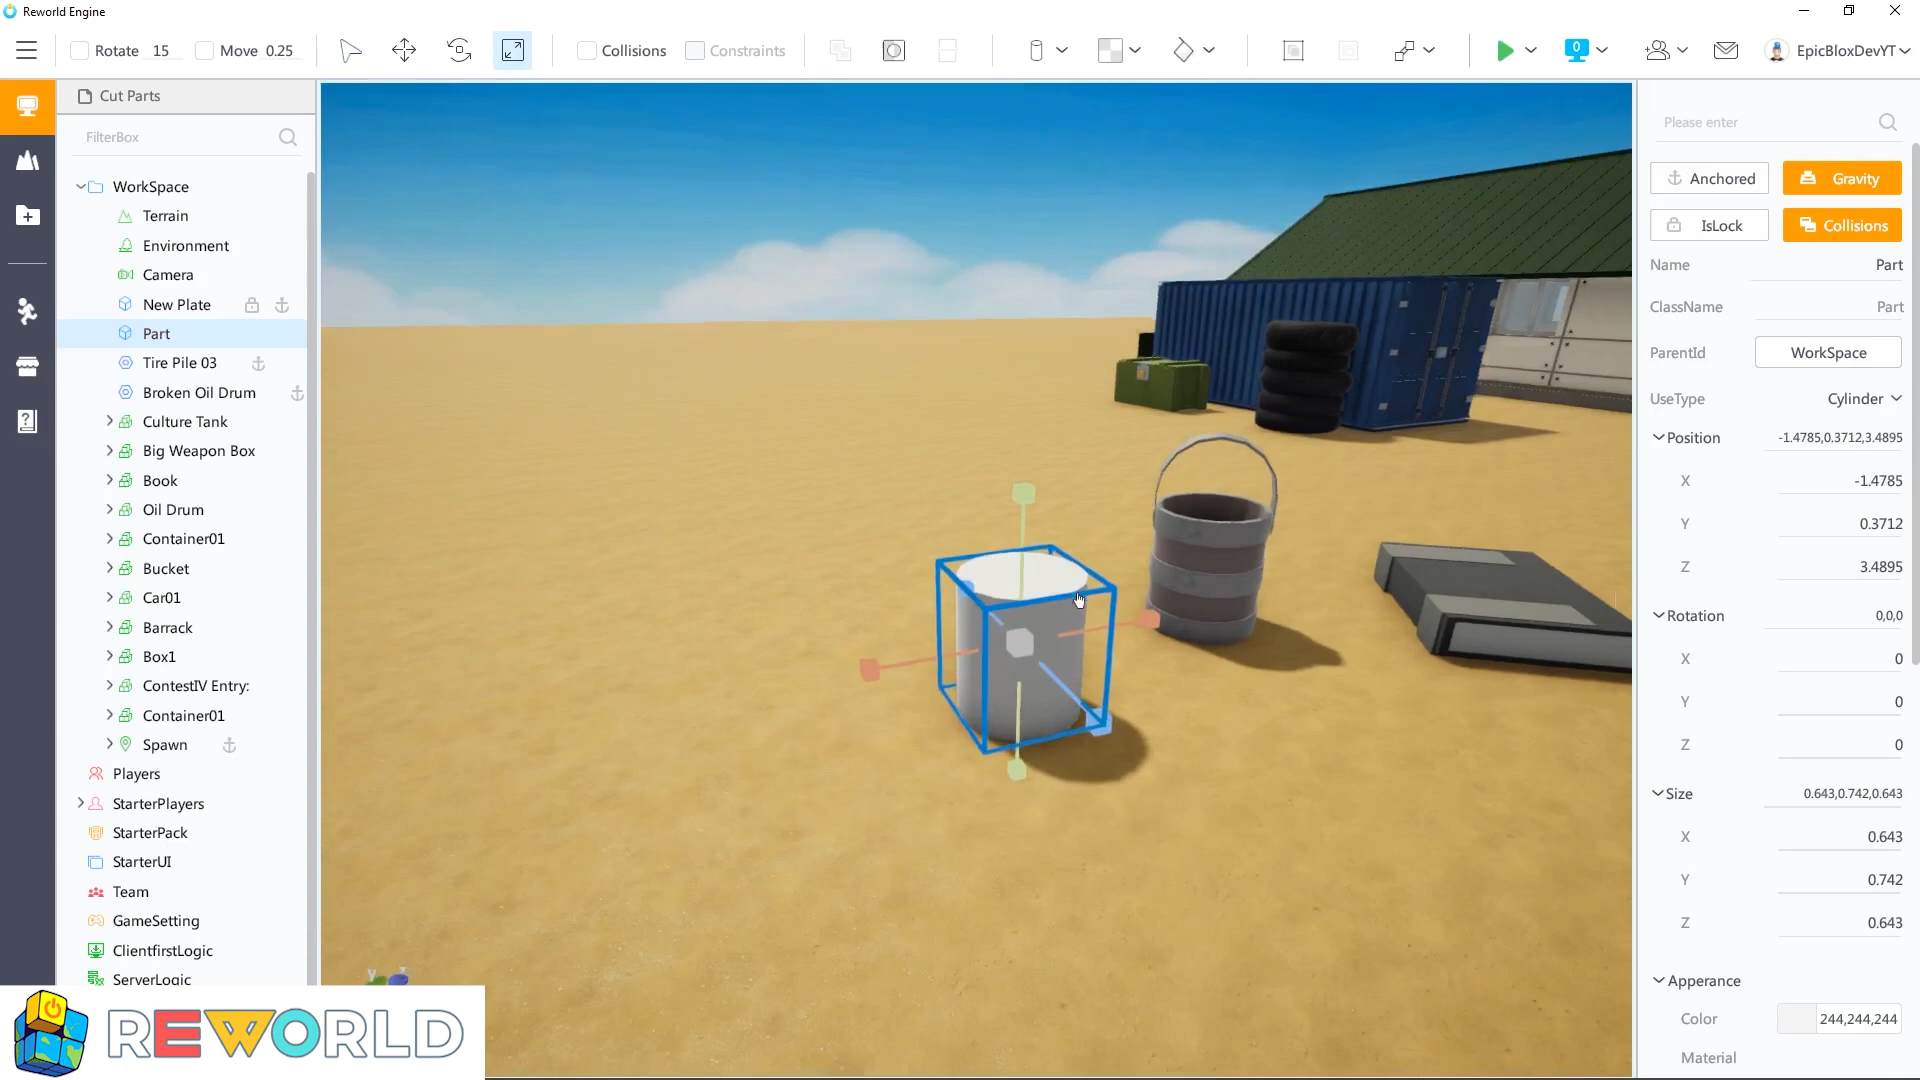 Reworld Engine
Rotate 15 Move 0.25 Collisions Constraints 0 EpicBloxDevYT
Cut Parts
FilterBox
WorkSpace
Terrain
Environment
Camera
New Plate
Part
Tire Pile 03
Broken Oil Drum
Culture Tank
Big Weapon Box
Book
Oil Drum
Container01
Bucket
Car01
Barrack
Box1
ContestIV Entry:
Container01
Spawn
Players
StarterPlayers
StarterPack
StarterUI
Team
GameSetting
ClientfirstLogic
ServerLogic
REWORLD
Y
X
Please enter
Anchored Gravity
IsLock Collisions
Name Part
ClassName Part
ParentId WorkSpace
UseType Cylinder
Position -1.4785,0.3712,3.4895
X -1.4785
Y 0.3712
Z 3.4895
Rotation 0,0,0
X 0
Y 0
Z 0
Size 0.643,0.742,0.643
X 0.643
Y 0.742
Z 0.643
Apperance
Color 244,244,244
Material